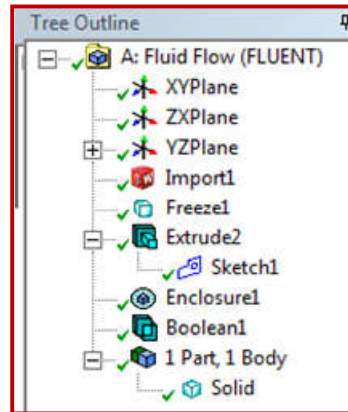 Tree Outline
A: Fluid Flow (FLUENT)
XYPlane
ZXPlane
YZPlane
Import1
Freeze1
Extrude2
Sketch1
Enclosure1
Boolean1
1 Part, 1 Body
Solid